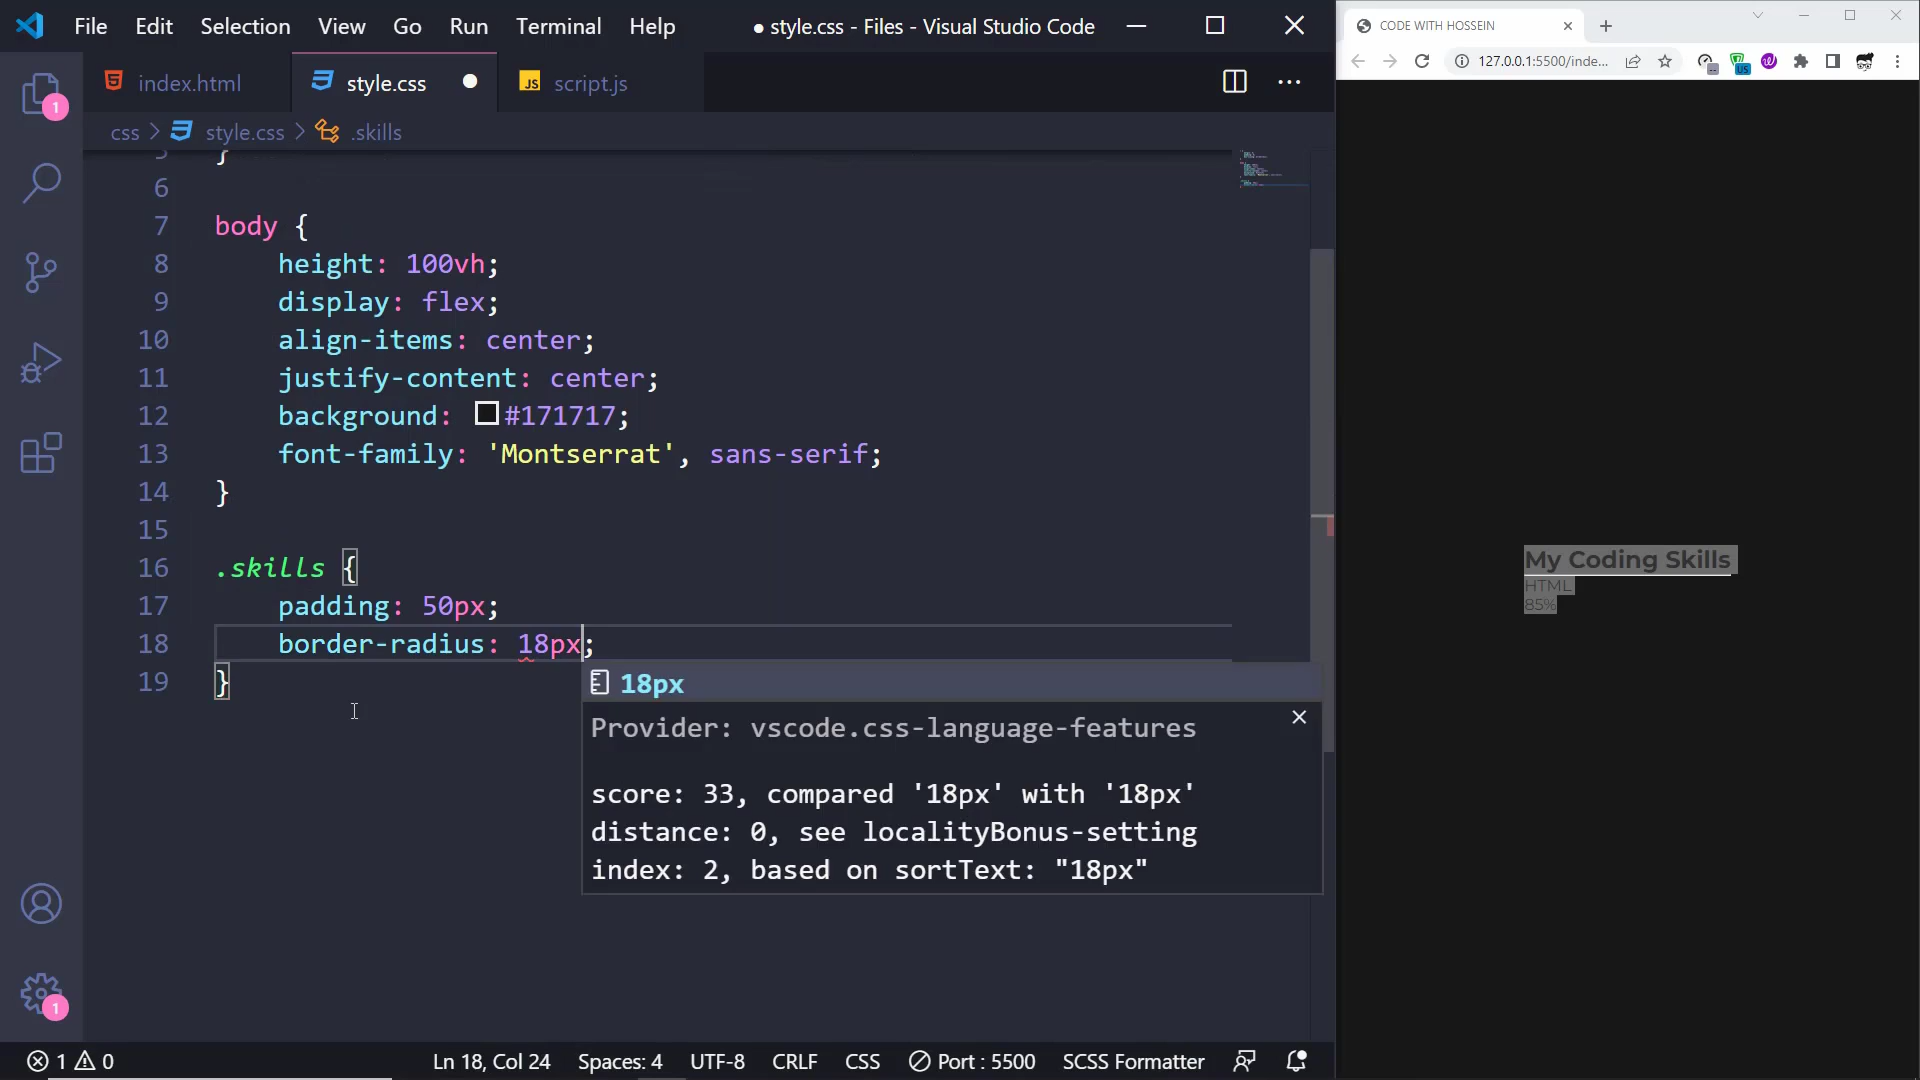 File Edit Selection View Go Run Terminal Help ● style.css - Files - Visual Studio Code
index.html style.css ● JS script.js
css > style.css > .skills
5 }
6
7 body {
8 height: 100vh;
9 display: flex;
10 align-items: center;
11 justify-content: center;
12 background: #171717;
13 font-family: 'Montserrat', sans-serif;
14 }
15
16 .skills {
17 padding: 50px;
18 border-radius: 18px;
19 }
18px
Provider: vscode.css-language-features
score: 33, compared '18px' with '18px'
distance: 0, see localityBonus-setting
index: 2, based on sortText: "18px"
1
1
1 0 Ln 18, Col 24 Spaces: 4 UTF-8 CRLF CSS Port : 5500 SCSS Formatter
CODE WITH HOSSEIN
127.0.0.1:5500/inde...
US
My Coding Skills
HTML
85%